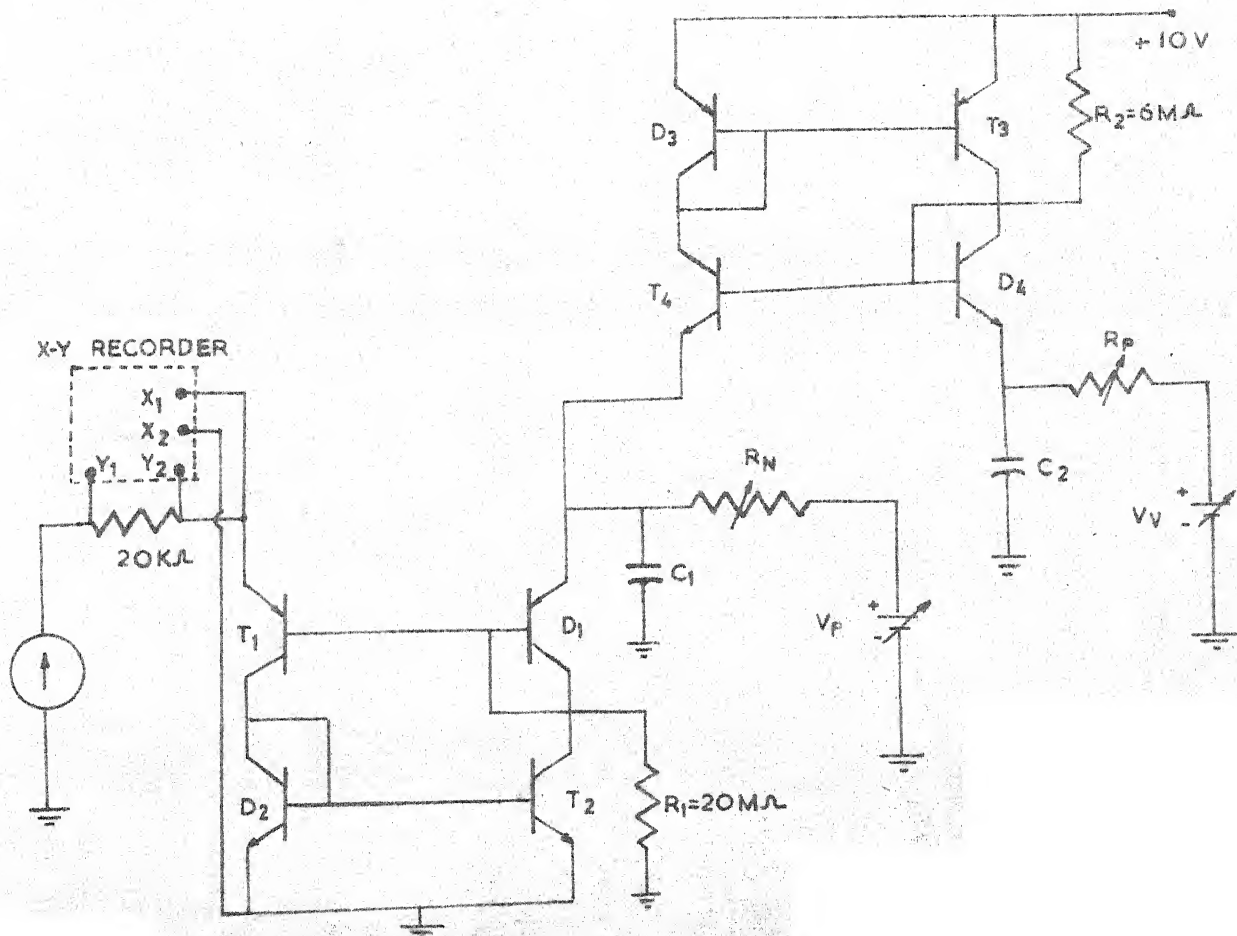 +10V
D3
T3
R2=6MΩ
T4
D4
X-Y RECORDER
X1
X2
Y1 Y2
20KΩ
RP
C2
VV
+
-
RN
C1
VP
+
-
T1
D1
D2
T2
R1=20MΩ